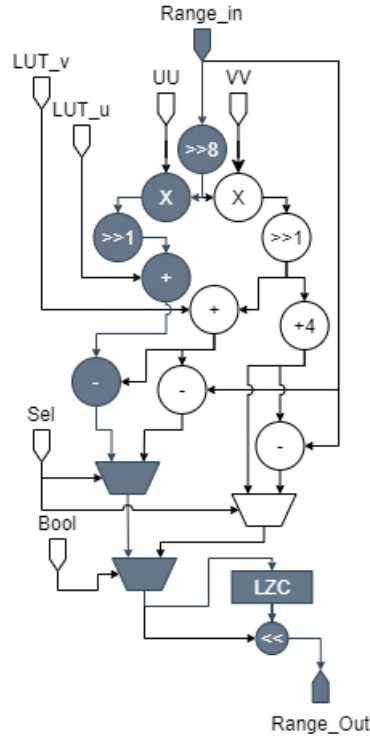 Range_in
LUT_v
UU
VV
LUT_u
>>8
X
X
>>1
>>1
+
+
+4
-
-
Sel
-
Bool
LZC
<<
Range_Out